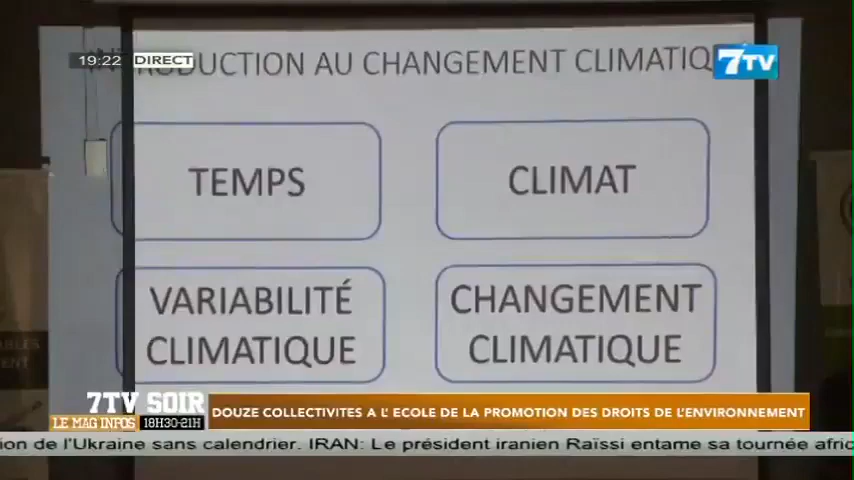 19:22 DIRECT
RODUCTION AU CHANGEMENT CLIMATIQ
7TV
TEMPS
CLIMAT
VARIABILITÉ
CLIMATIQUE
CHANGEMENT
CLIMATIQUE
7TV SOIR
LE MAG INFOS 18H30-21H
DOUZE COLLECTIVITES A L' ECOLE DE LA PROMOTION DES DROITS DE L'ENVIRONNEMENT
ion de l'Ukraine sans calendrier. IRAN: Le président iranien Raïssi entame sa tournée afric